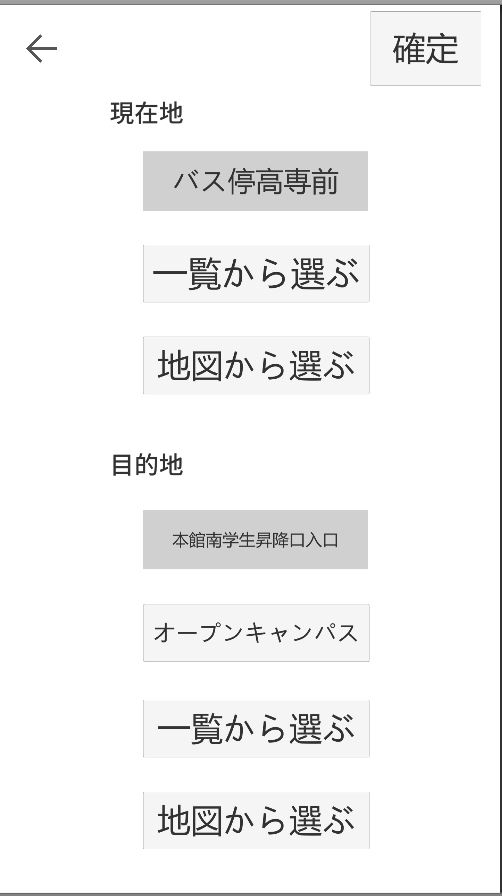 確定
現在地
バス停高専前
一覧から選ぶ
地図から選ぶ
目的地
本館南学生昇降口入口
オープンキャンパス
一覧から選ぶ
地図から選ぶ